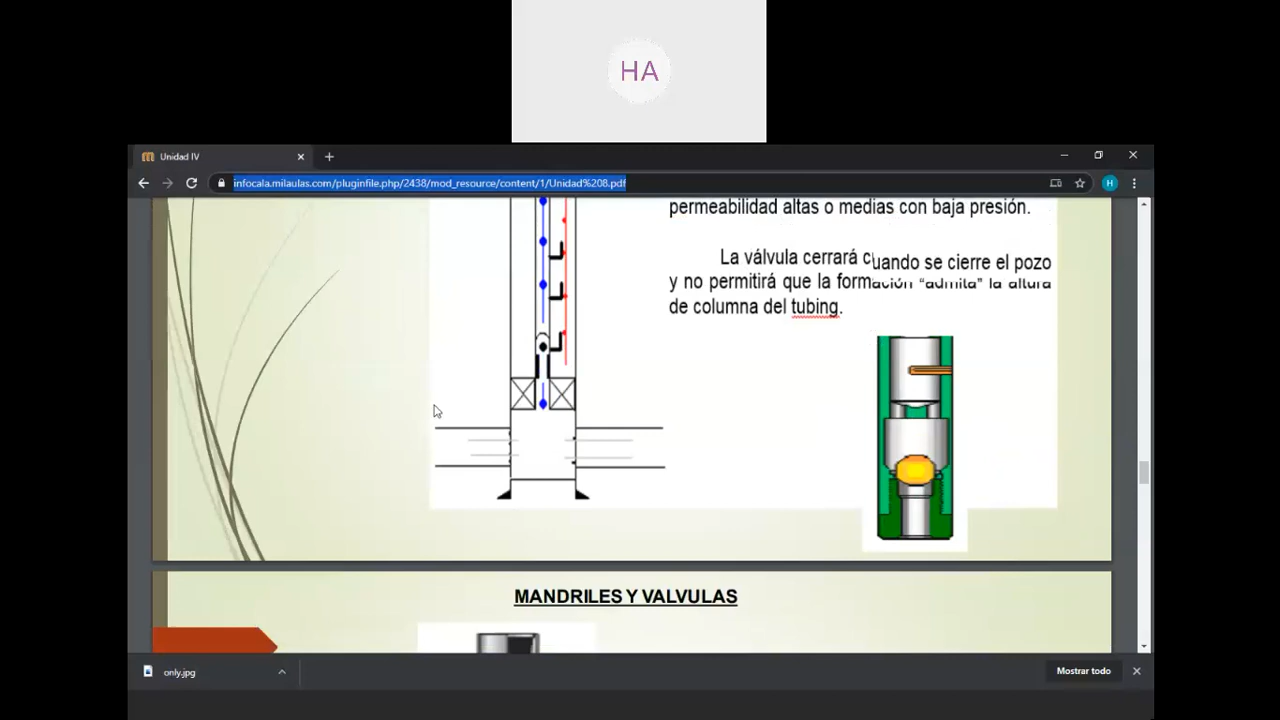 HA
Unidad IV
infocala.milaulas.com/pluginfile.php/2438/mod_resource/content/1/Unidad%208.pdf
H
permeabilidad altas o medias con baja presión.
La válvula cerrará cuando se cierre el pozo
y no permitirá que la formación “admita” la altura
de columna del tubing.
MANDRILES Y VALVULAS
only.jpg
Mostrar todo